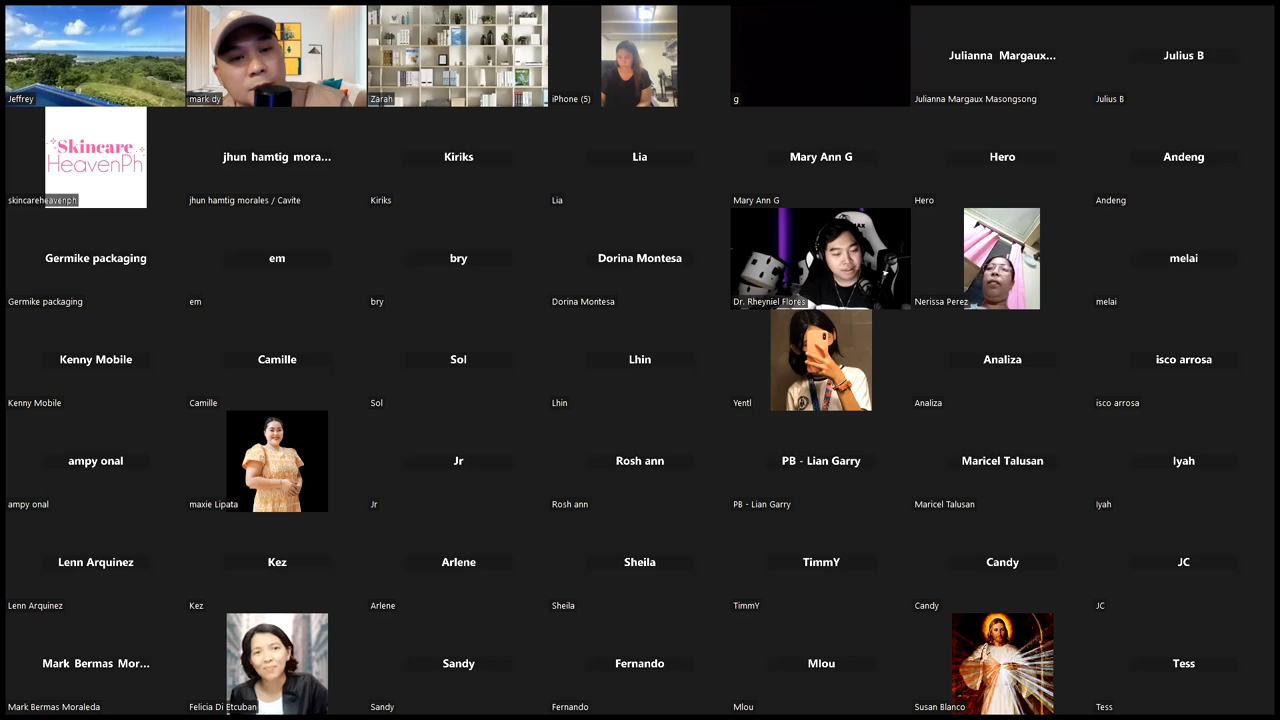 Jeffrey
mark dy
Zarah
iPhone (5)
g
Julianna Margaux...
Julianna Margaux Masongsong
Julius B
Julius B
Skincare
HeavenPh
skincareheavenph
jhun hamtig mora...
jhun hamtig morales / Cavite
Kiriks
Kiriks
Lia
Lia
Mary Ann G
Mary Ann G
Hero
Hero
Andeng
Andeng
Germike packaging
Germike packaging
em
em
bry
bry
Dorina Montesa
Dorina Montesa
Dr. Rheyniel Flores
Nerissa Perez
melai
melai
Kenny Mobile
Kenny Mobile
Camille
Camille
Sol
Sol
Lhin
Lhin
Yentl
Analiza
Analiza
isco arrosa
isco arrosa
ampy onal
ampy onal
maxie Lipata
Jr
Jr
Rosh ann
Rosh ann
PB - Lian Garry
PB - Lian Garry
Maricel Talusan
Maricel Talusan
Iyah
Iyah
Lenn Arquinez
Lenn Arquinez
Kez
Kez
Arlene
Arlene
Sheila
Sheila
TimmY
TimmY
Candy
Candy
JC
JC
Mark Bermas Mor...
Mark Bermas Moraleda
Felicia Di Etcuban
Sandy
Sandy
Fernando
Fernando
Mlou
Mlou
Susan Blanco
Tess
Tess